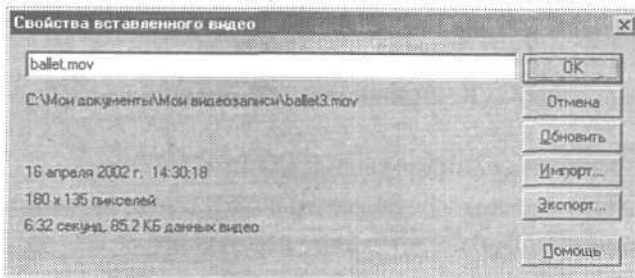 Свойства вставленного видео
ballet.mov
OK
C:\Мои документы\Мои видеозаписи\ballet3.mov
Отмена
Обновить
16 апреля 2002 г. 14:30:18
Импорт...
180 x 135 пикселей
Экспорт...
6.32 секунд, 85.2 КБ данных видео
Помощь